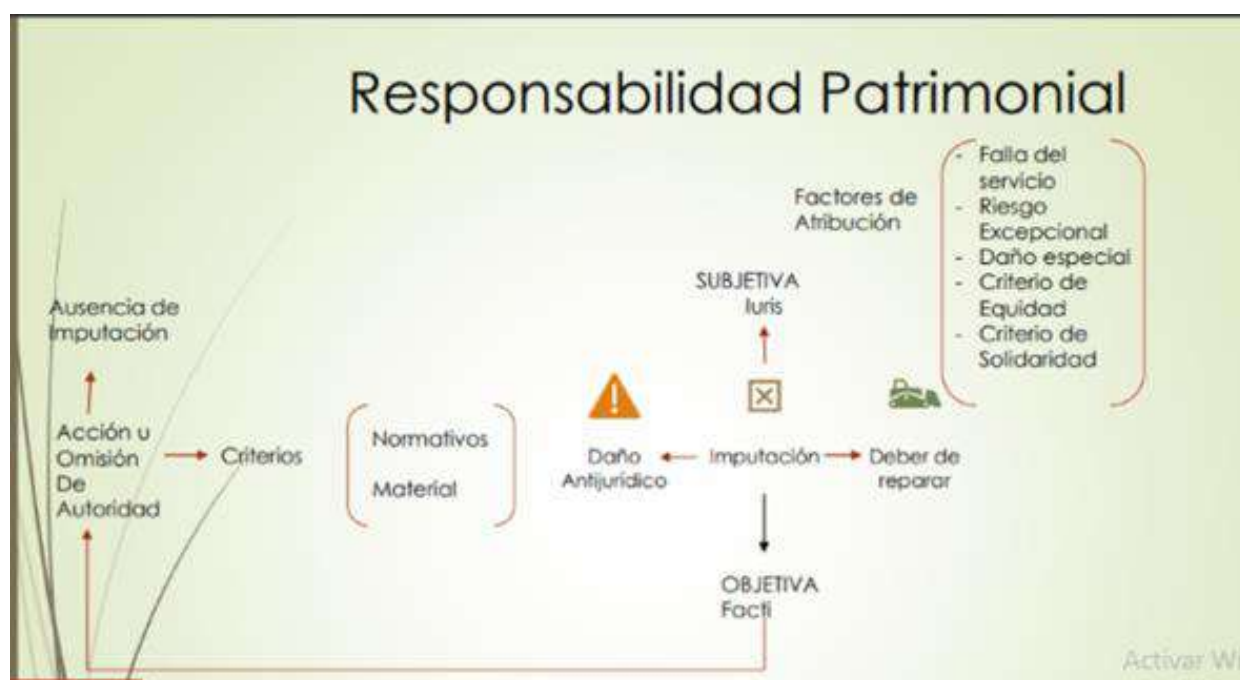 Responsabilidad Patrimonial
- Falla del
servicio
- Riesgo
Excepcional
- Daño especial
- Criterio de
Equidad
- Criterio de
Solidaridad
Factores de
Atribución
SUBJETIVA
Iuris
Ausencia de
Imputación
Acción u
Omisión
De
Autoridad
Criterios
Normativos
Material
Daño
Antijurídico
Imputación
Deber de
reparar
OBJETIVA
Facti
Activar Wi